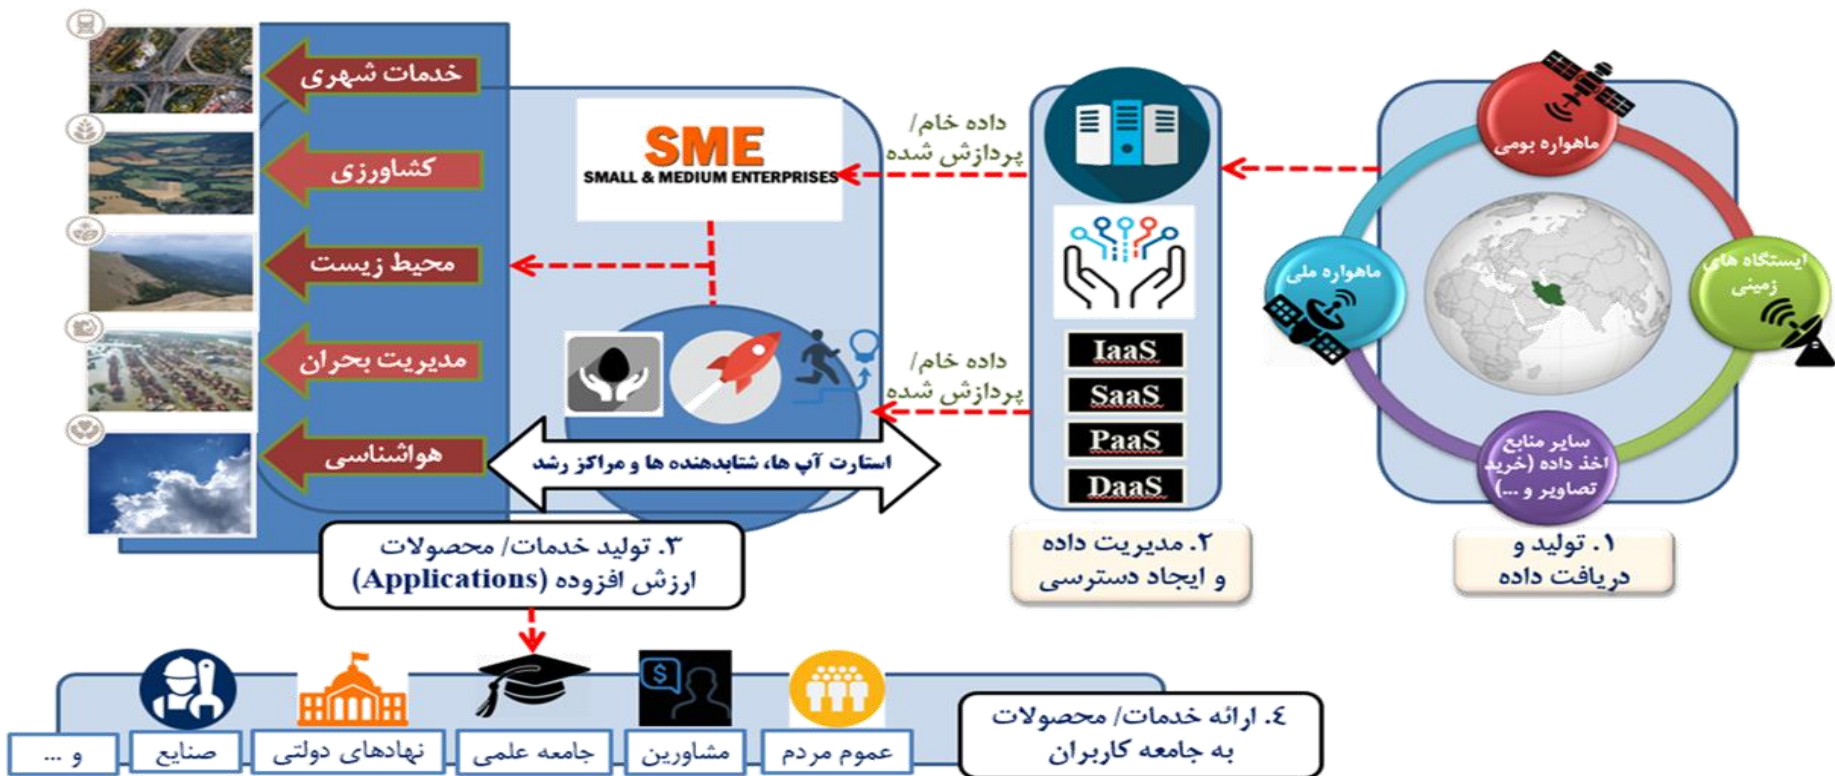 ماهواره بومی
ایستگاه های
زمینی
ماهواره ملی
سایر منابع
اخذ داده (خرید
تصاویر و ...)
۱. تولید و
دریافت داده
IaaS
SaaS
PaaS
DaaS
۲. مدیریت داده
و ایجاد دسترسی
داده خام/
پردازش شده
داده خام/
پردازش شده
SME
SMALL & MEDIUM ENTERPRISES
استارت آپ ها، شتابدهنده ها و مراکز رشد
خدمات شهری
کشاورزی
محیط زیست
مدیریت بحران
هواشناسی
۳. تولید خدمات/ محصولات
ارزش افزوده (Applications)
٤. ارائه خدمات/ محصولات
به جامعه کاربران
$
عموم مردم
مشاورین
جامعه علمی
نهادهای دولتی
صنایع
و ...